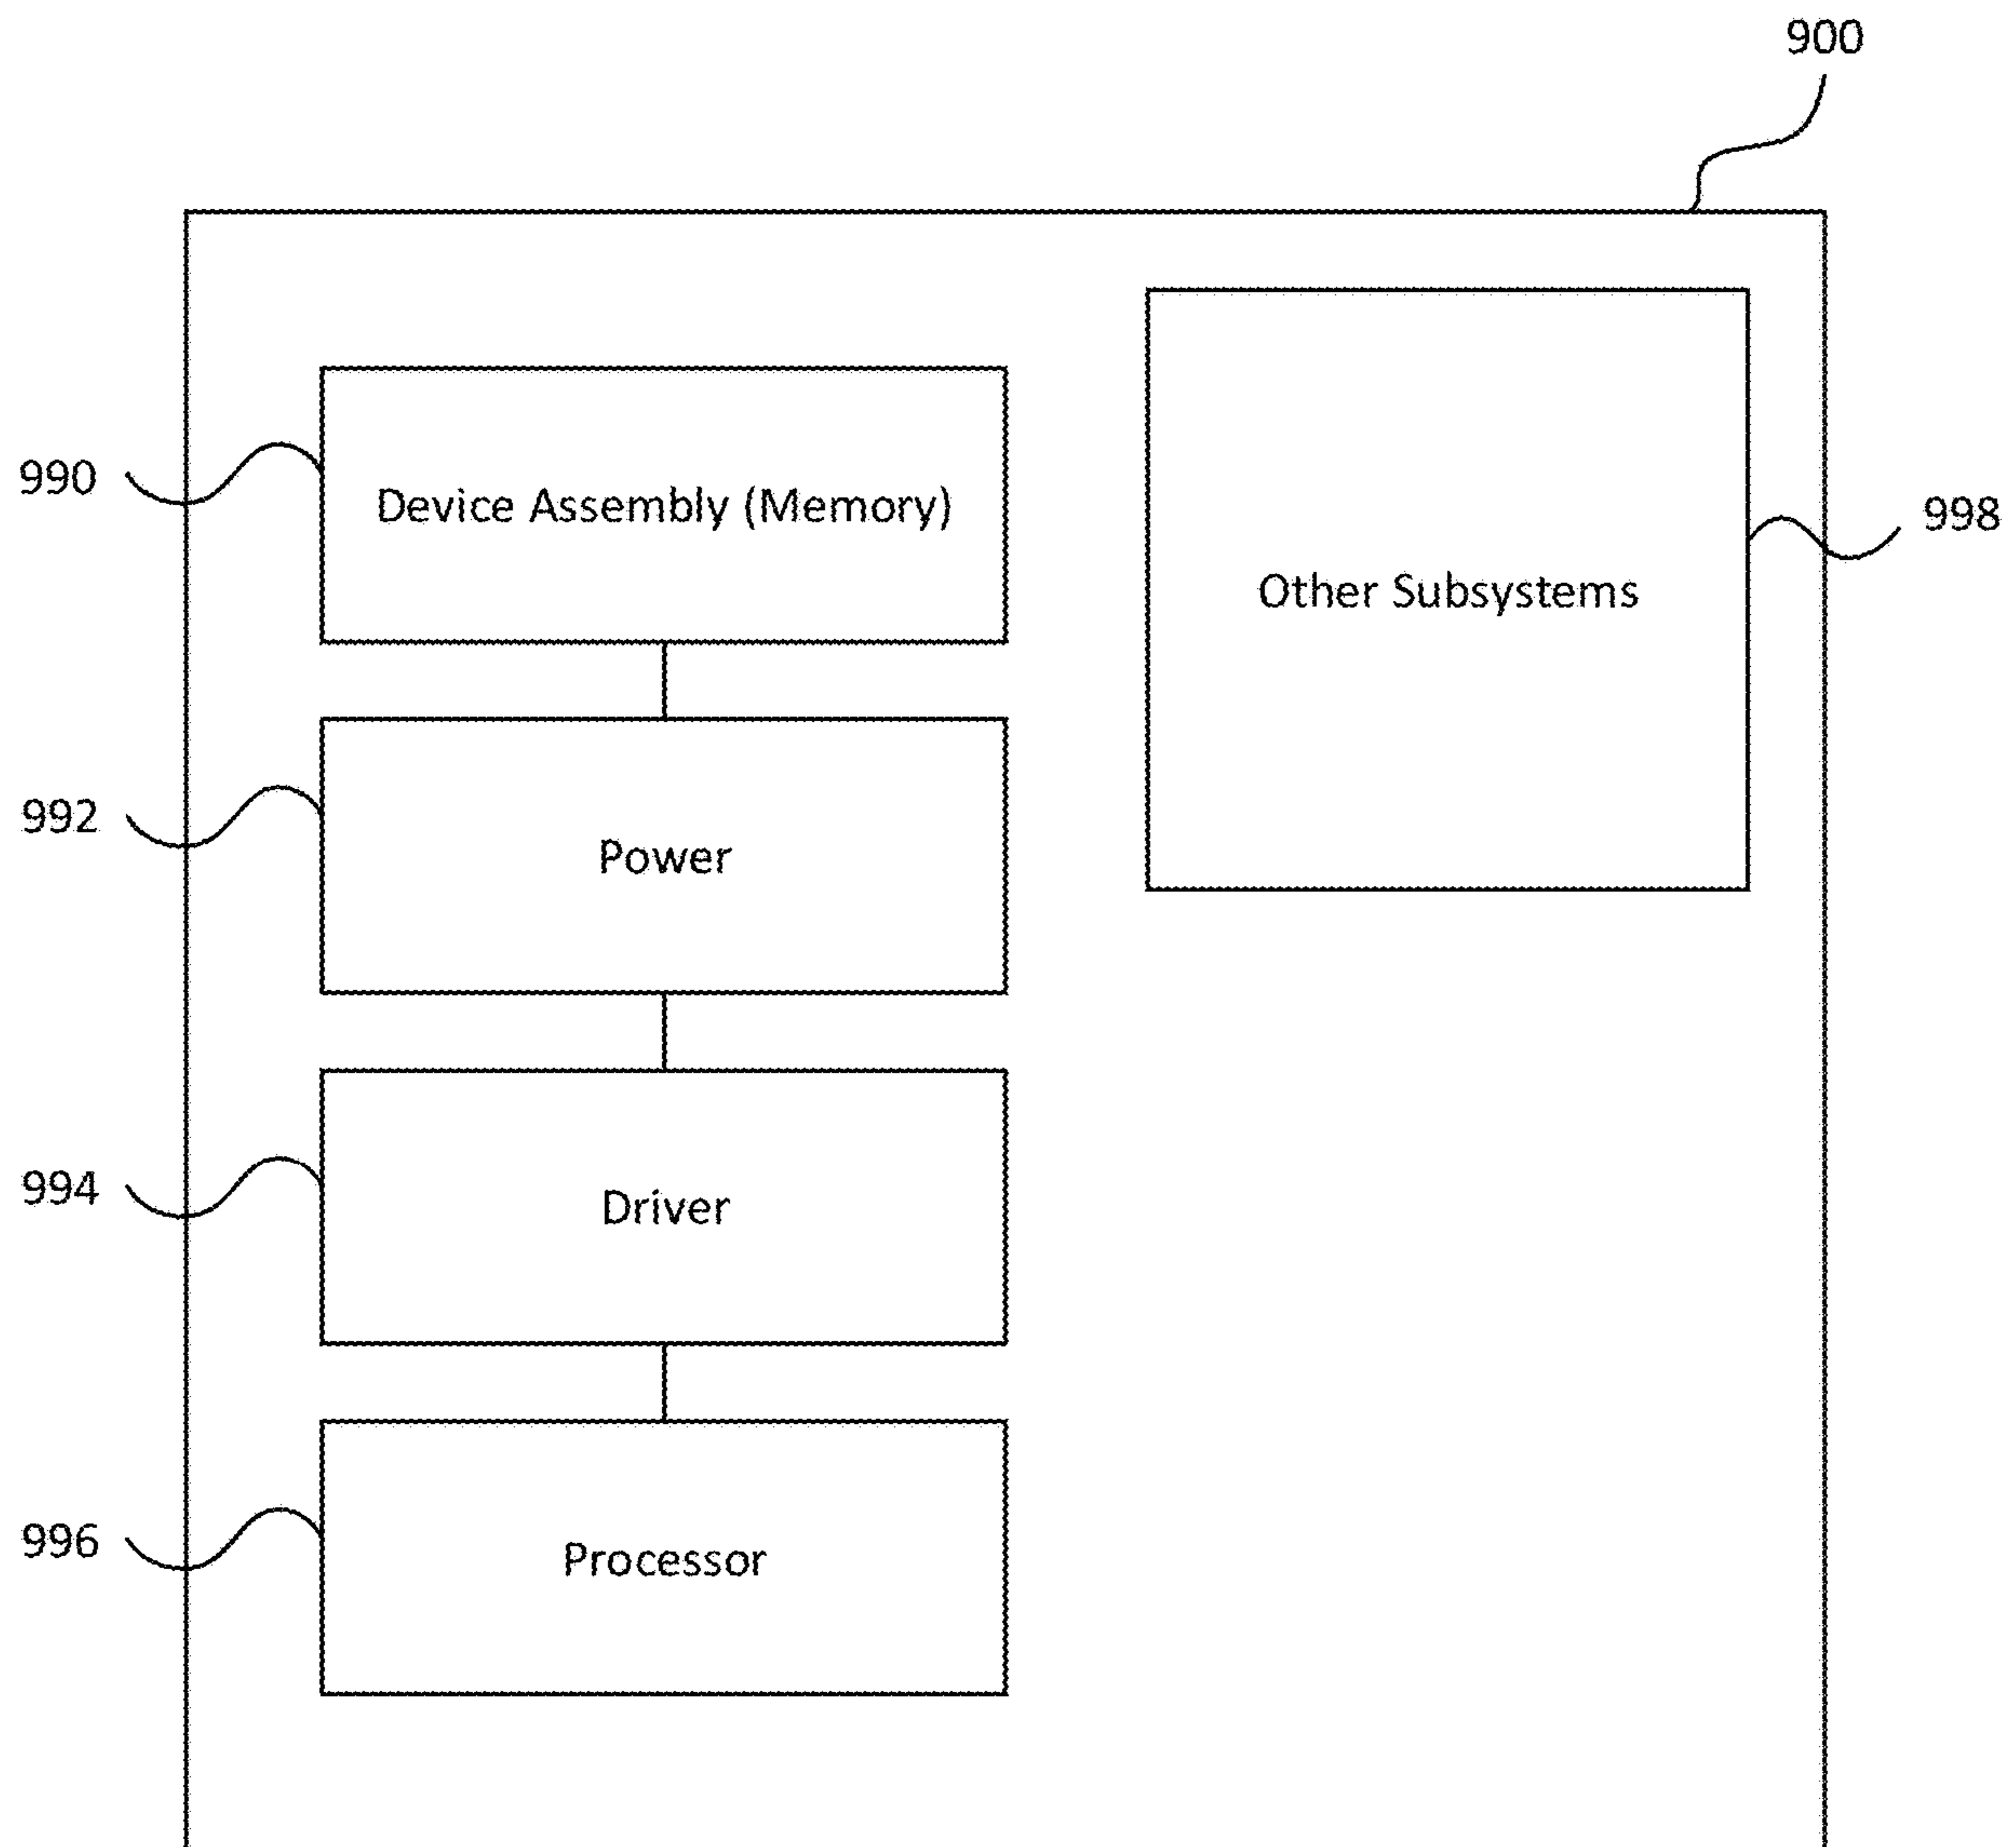 900
990
Device Assembly (Memory)
998
Other Subsystems
992
Power
994
Driver
996
Processor